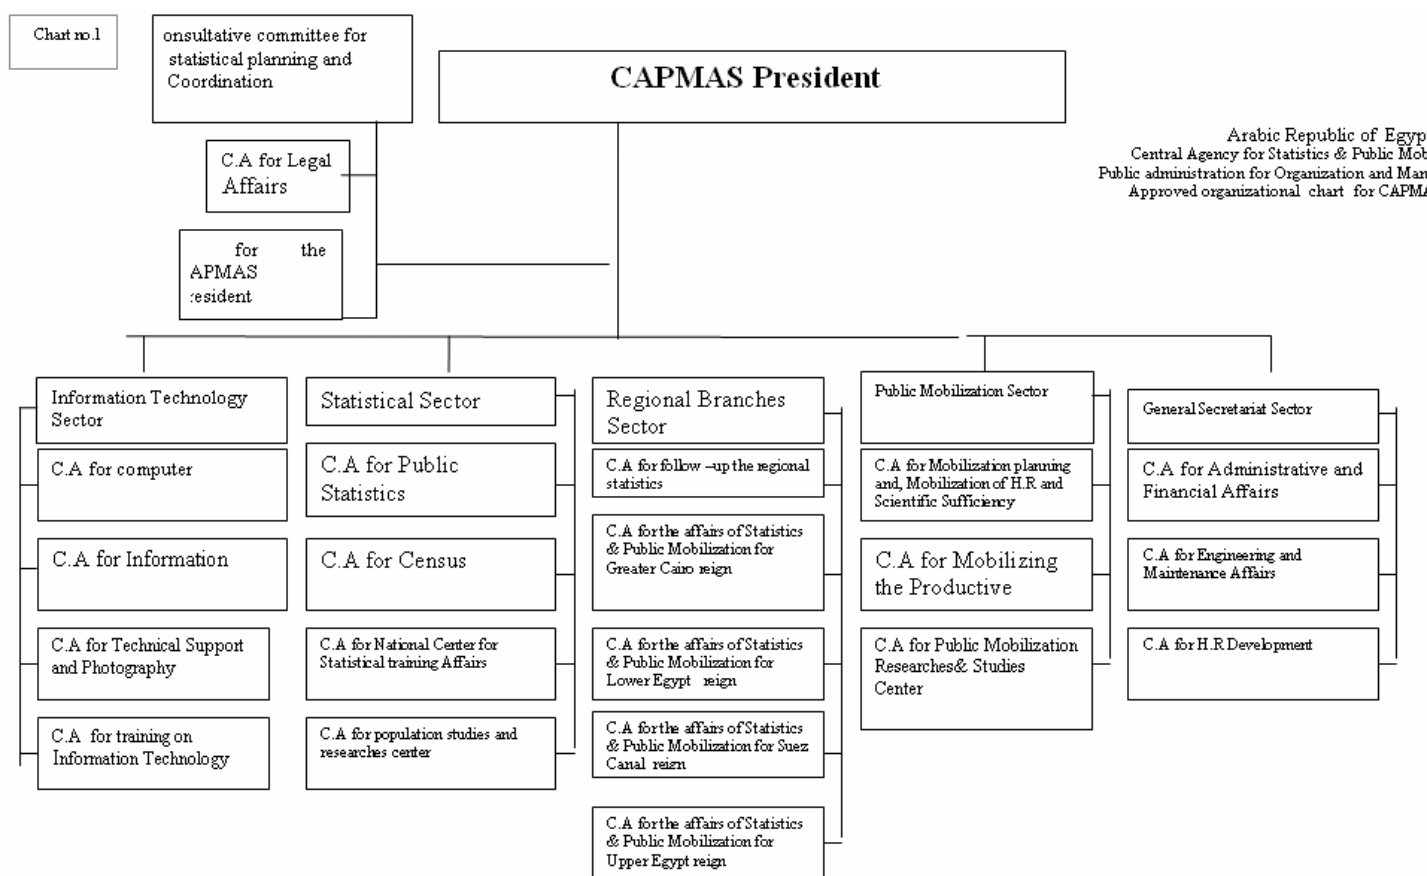 Chart no.1
onsultative committee for
statistical planning and
Coordination
CAPMAS President
Arabic Republic of Egyp
Central Agency for Statistics & Public Mob
Public administration for Organization and Man
Approved organizational chart for CAPMA
C.A for Legal
Affairs
for the
APMAS
resident
Information Technology
Sector
C.A for computer
C.A for Information
C.A for Technical Support
and Photography
C.A for training on
Information Technology
Statistical Sector
C.A for Public
Statistics
C.A for Census
C.A for National Center for
Statistical training Affairs
C.A for population studies and
researches center
Regional Branches
Sector
C.A for follow –up the regional
statistics
C.A for the affairs of Statistics
& Public Mobilization for
Greater Cairo reign
C.A for the affairs of Statistics
& Public Mobilization for
Lower Egypt reign
C.A for the affairs of Statistics
& Public Mobilization for Suez
Canal reign
C.A for the affairs of Statistics
& Public Mobilization for
Upper Egypt reign
Public Mobilization Sector
C.A for Mobilization planning
and, Mobilization of H.R and
Scientific Sufficiency
C.A for Mobilizing
the Productive
C.A for Public Mobilization
Researches& Studies
Center
General Secretariat Sector
C.A for Administrative and
Financial Affairs
C.A for Engineering and
Maintenance Affairs
C.A for H.R Development